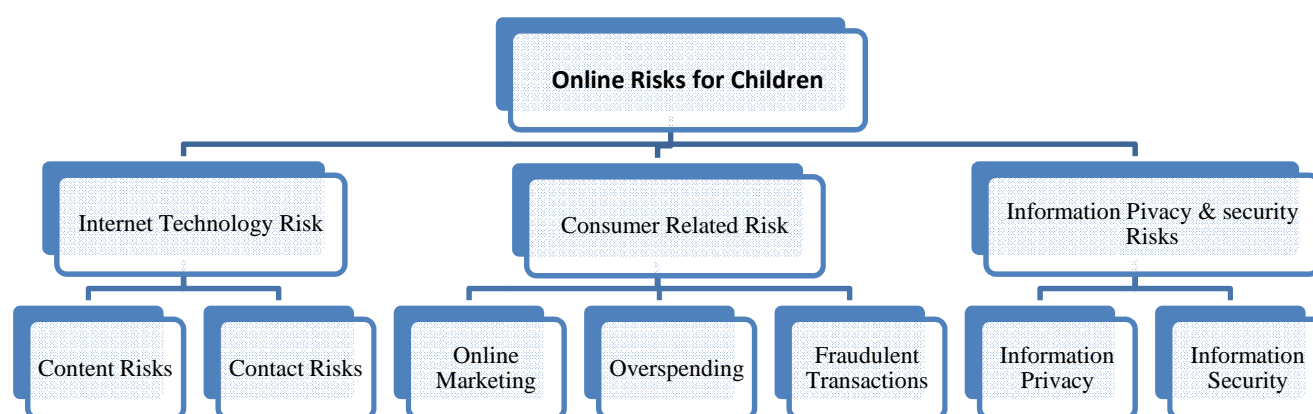 Online Risks for Children
Internet Technology Risk
Consumer Related Risk
Information Pivacy & security
Risks
Content Risks
Contact Risks
Online
Marketing
Overspending
Fraudulent
Transactions
Information
Privacy
Information
Security